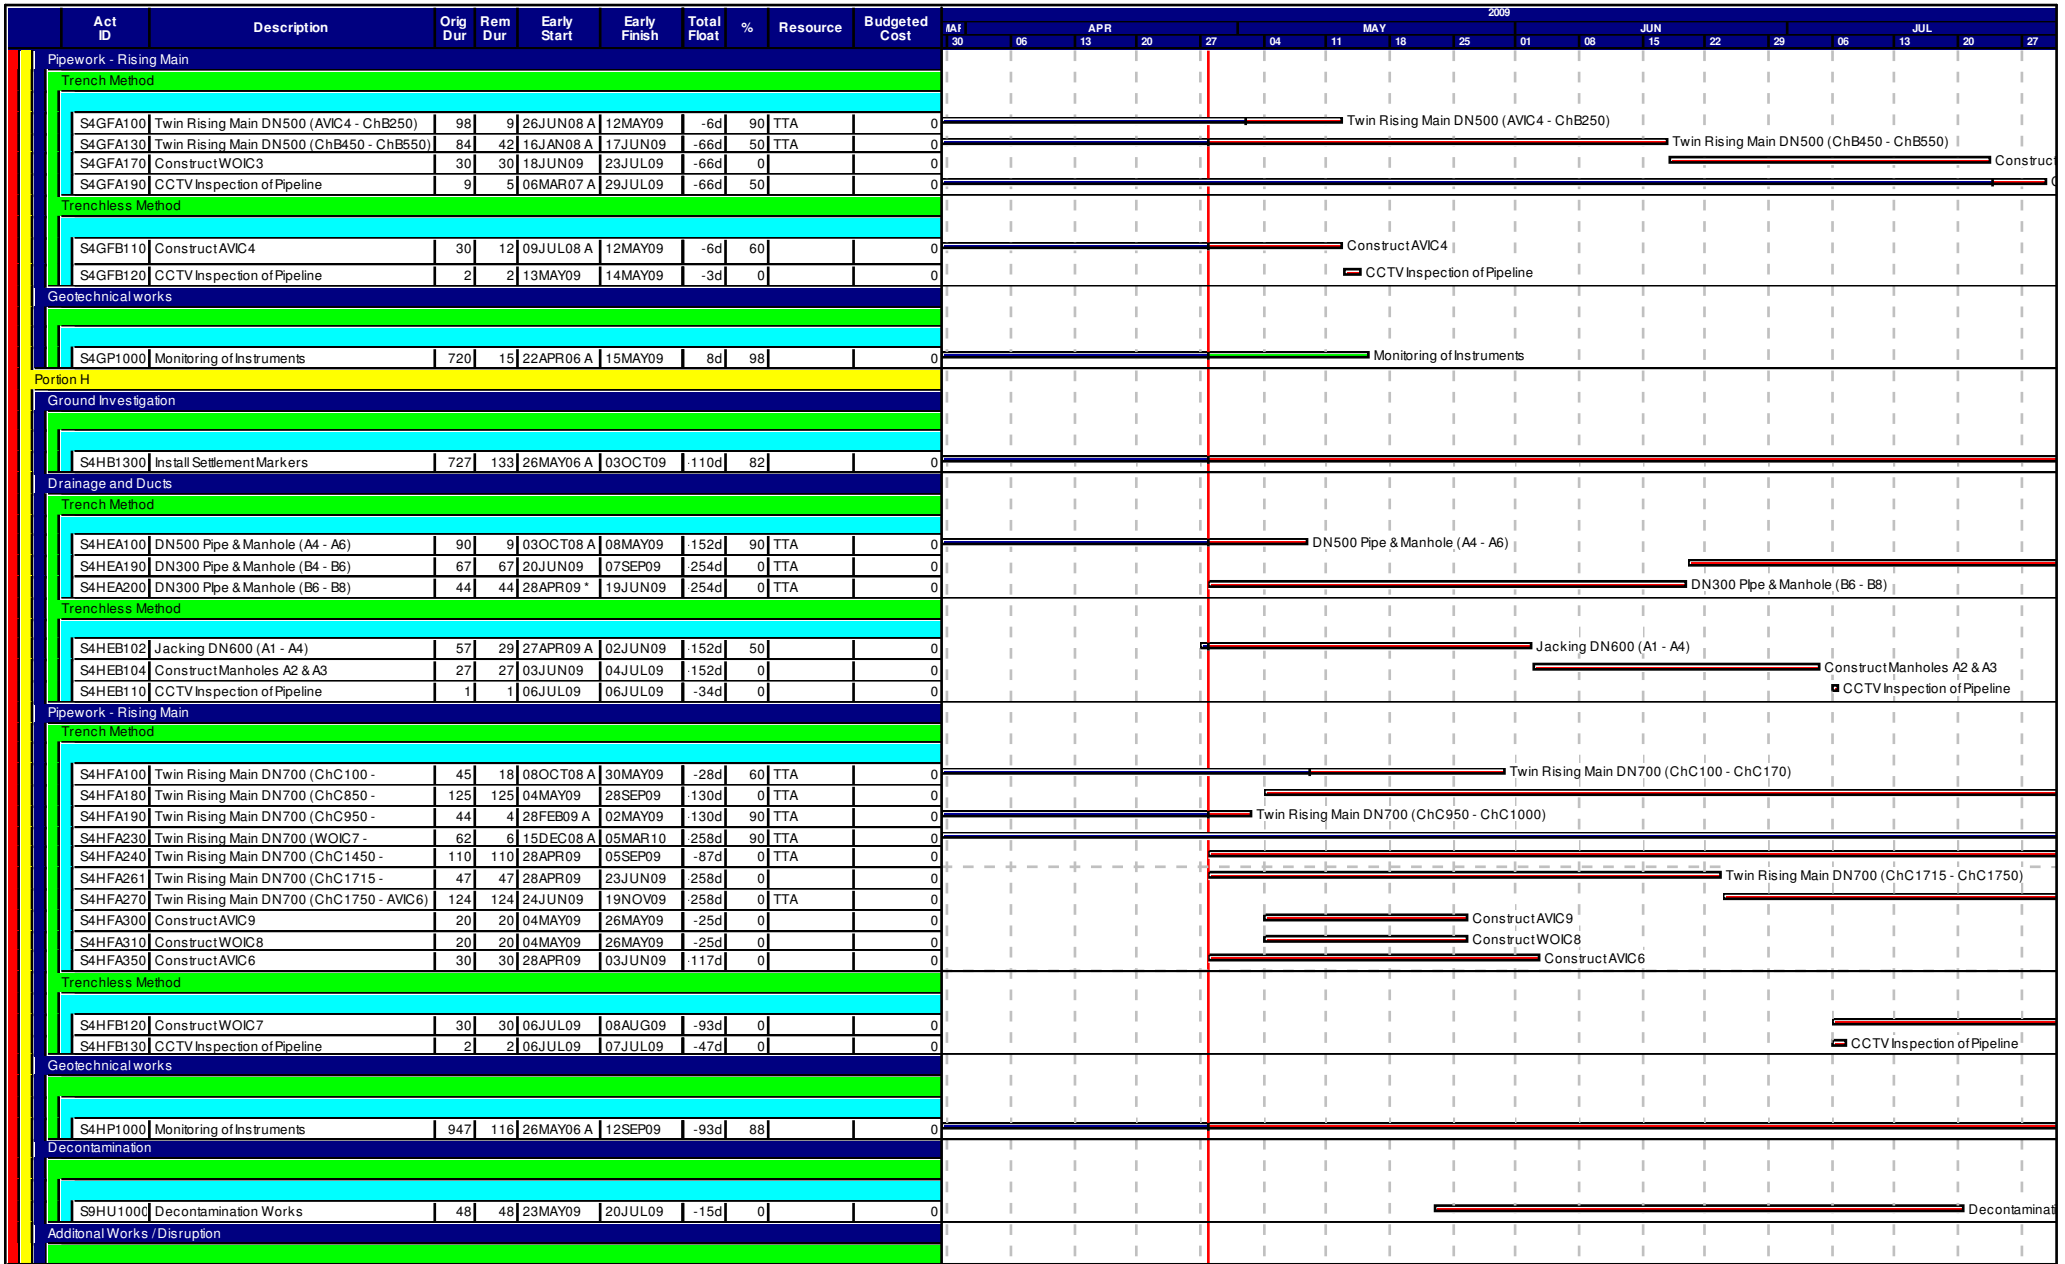 Act ID Description Orig Dur Rem Dur Early Start Early Finish Total Float % Resource Budgeted Cost
2009
MAR APR MAY JUN JUL
30 06 13 20 27 04 11 18 25 01 08 15 22 29 06 13 20 27
Pipework - Rising Main
Trench Method
S4GFA100 Twin Rising Main DN500 (AVIC4 - ChB250) 98 9 26JUN08 A 12MAY09 -6d 90 TTA 0 Twin Rising Main DN500 (AVIC4 - ChB250)
S4GFA130 Twin Rising Main DN500 (ChB450 - ChB550) 84 42 16JAN08 A 17JUN09 -66d 50 TTA 0 Twin Rising Main DN500 (ChB450 - ChB550)
S4GFA170 Construct WOIC3 30 30 18JUN09 23JUL09 -66d 0 0 Construct
S4GFA190 CCTV Inspection of Pipeline 9 5 06MAR07 A 29JUL09 -66d 50 0 C
Trenchless Method
S4GFB110 Construct AVIC4 30 12 09JUL08 A 12MAY09 -6d 60 0 Construct AVIC4
S4GFB120 CCTV Inspection of Pipeline 2 2 13MAY09 14MAY09 -3d 0 0 CCTV Inspection of Pipeline
Geotechnical works
S4GP1000 Monitoring of Instruments 720 15 22APR06 A 15MAY09 8d 98 0 Monitoring of Instruments
Portion H
Ground Investigation
S4HB1300 Install Settlement Markers 727 133 26MAY06 A 03OCT09 -110d 82 0
Drainage and Ducts
Trench Method
S4HEA100 DN500 Pipe & Manhole (A4 - A6) 90 9 03OCT08 A 08MAY09 -152d 90 TTA 0 DN500 Pipe & Manhole (A4 - A6)
S4HEA190 DN300 Pipe & Manhole (B4 - B6) 67 67 20JUN09 07SEP09 -254d 0 TTA 0
S4HEA200 DN300 PIpe & Manhole (B6 - B8) 44 44 28APR09 * 19JUN09 -254d 0 TTA 0 DN300 PIpe & Manhole (B6 - B8)
Trenchless Method
S4HEB102 Jacking DN600 (A1 - A4) 57 29 27APR09 A 02JUN09 -152d 50 0 Jacking DN600 (A1 - A4)
S4HEB104 Construct Manholes A2 & A3 27 27 03JUN09 04JUL09 -152d 0 0 Construct Manholes A2 & A3
S4HEB110 CCTV Inspection of Pipeline 1 1 06JUL09 06JUL09 -34d 0 0 CCTV Inspection of Pipeline
Pipework - Rising Main
Trench Method
S4HFA100 Twin Rising Main DN700 (ChC100 - 45 18 08OCT08 A 30MAY09 -28d 60 TTA 0 Twin Rising Main DN700 (ChC100 - ChC170)
S4HFA180 Twin Rising Main DN700 (ChC850 - 125 125 04MAY09 28SEP09 -130d 0 TTA 0
S4HFA190 Twin Rising Main DN700 (ChC950 - 44 4 28FEB09 A 02MAY09 -130d 90 TTA 0 Twin Rising Main DN700 (ChC950 - ChC1000)
S4HFA230 Twin Rising Main DN700 (WOIC7 - 62 6 15DEC08 A 05MAR10 -258d 90 TTA 0
S4HFA240 Twin Rising Main DN700 (ChC1450 - 110 110 28APR09 05SEP09 -87d 0 TTA 0
S4HFA261 Twin Rising Main DN700 (ChC1715 - 47 47 28APR09 23JUN09 -258d 0 0 Twin Rising Main DN700 (ChC1715 - ChC1750)
S4HFA270 Twin Rising Main DN700 (ChC1750 - AVIC6) 124 124 24JUN09 19NOV09 -258d 0 TTA 0
S4HFA300 Construct AVIC9 20 20 04MAY09 26MAY09 -25d 0 0 Construct AVIC9
S4HFA310 Construct WOIC8 20 20 04MAY09 26MAY09 -25d 0 0 Construct WOIC8
S4HFA350 Construct AVIC6 30 30 28APR09 03JUN09 -117d 0 0 Construct AVIC6
Trenchless Method
S4HFB120 Construct WOIC7 30 30 06JUL09 08AUG09 -93d 0 0
S4HFB130 CCTV Inspection of Pipeline 2 2 06JUL09 07JUL09 -47d 0 0 CCTV Inspection of Pipeline
Geotechnical works
S4HP1000 Monitoring of Instruments 947 116 26MAY06 A 12SEP09 -93d 88 0
Decontamination
S9HU1000 Decontamination Works 48 48 23MAY09 20JUL09 -15d 0 0 Decontaminat
Additonal Works / Disruption